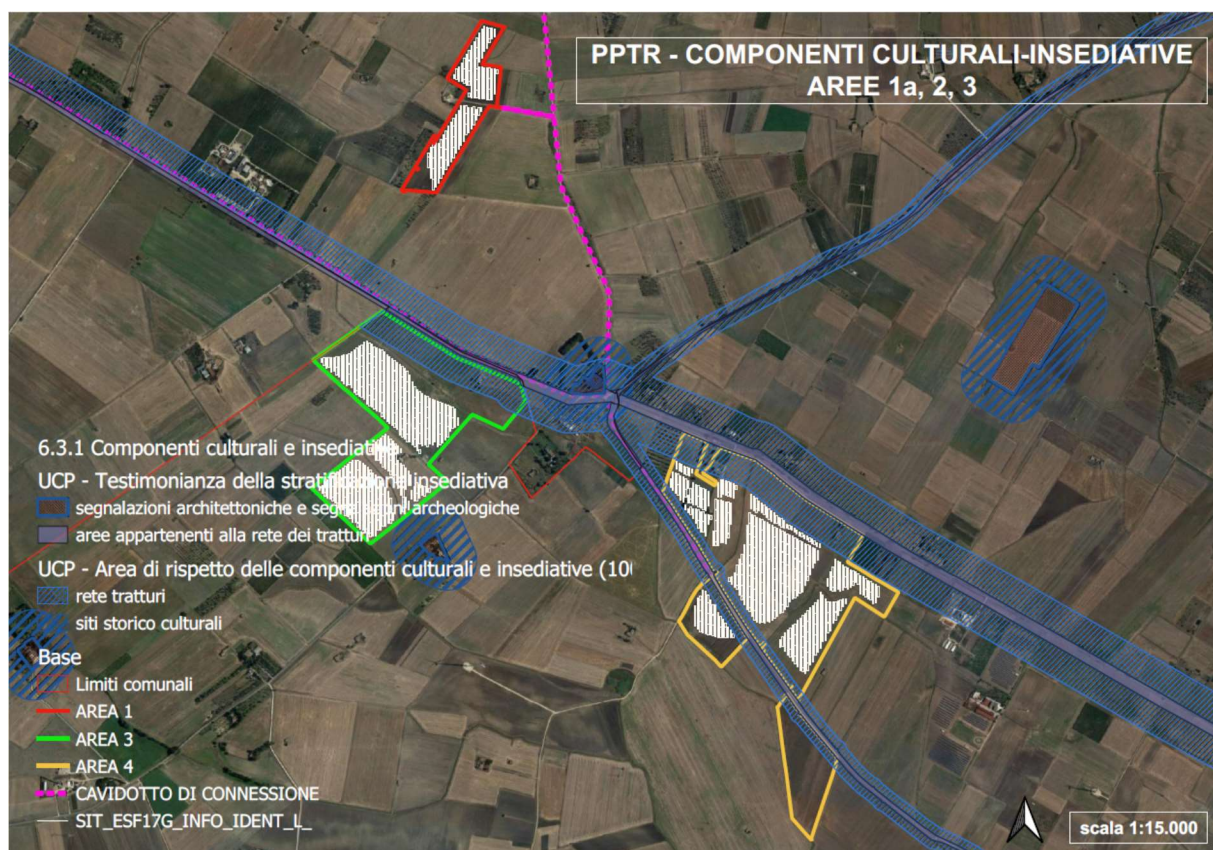 PPTR - COMPONENTI CULTURALI-INSEDIATIVE
AREE 1a, 2, 3
6.3.1 Componenti culturali e insediative
UCP - Testimonianza della stratificazione insediativa
segnalazioni architettoniche e segnalazioni archeologiche
aree appartenenti alla rete dei tratturi
UCP - Area di rispetto delle componenti culturali e insediative (10
rete tratturi
siti storico culturali
Base
Limiti comunali
AREA 1
AREA 3
AREA 4
CAVIDOTTO DI CONNESSIONE
SIT_ESF17G_INFO_IDENT_L_
scala 1:15.000